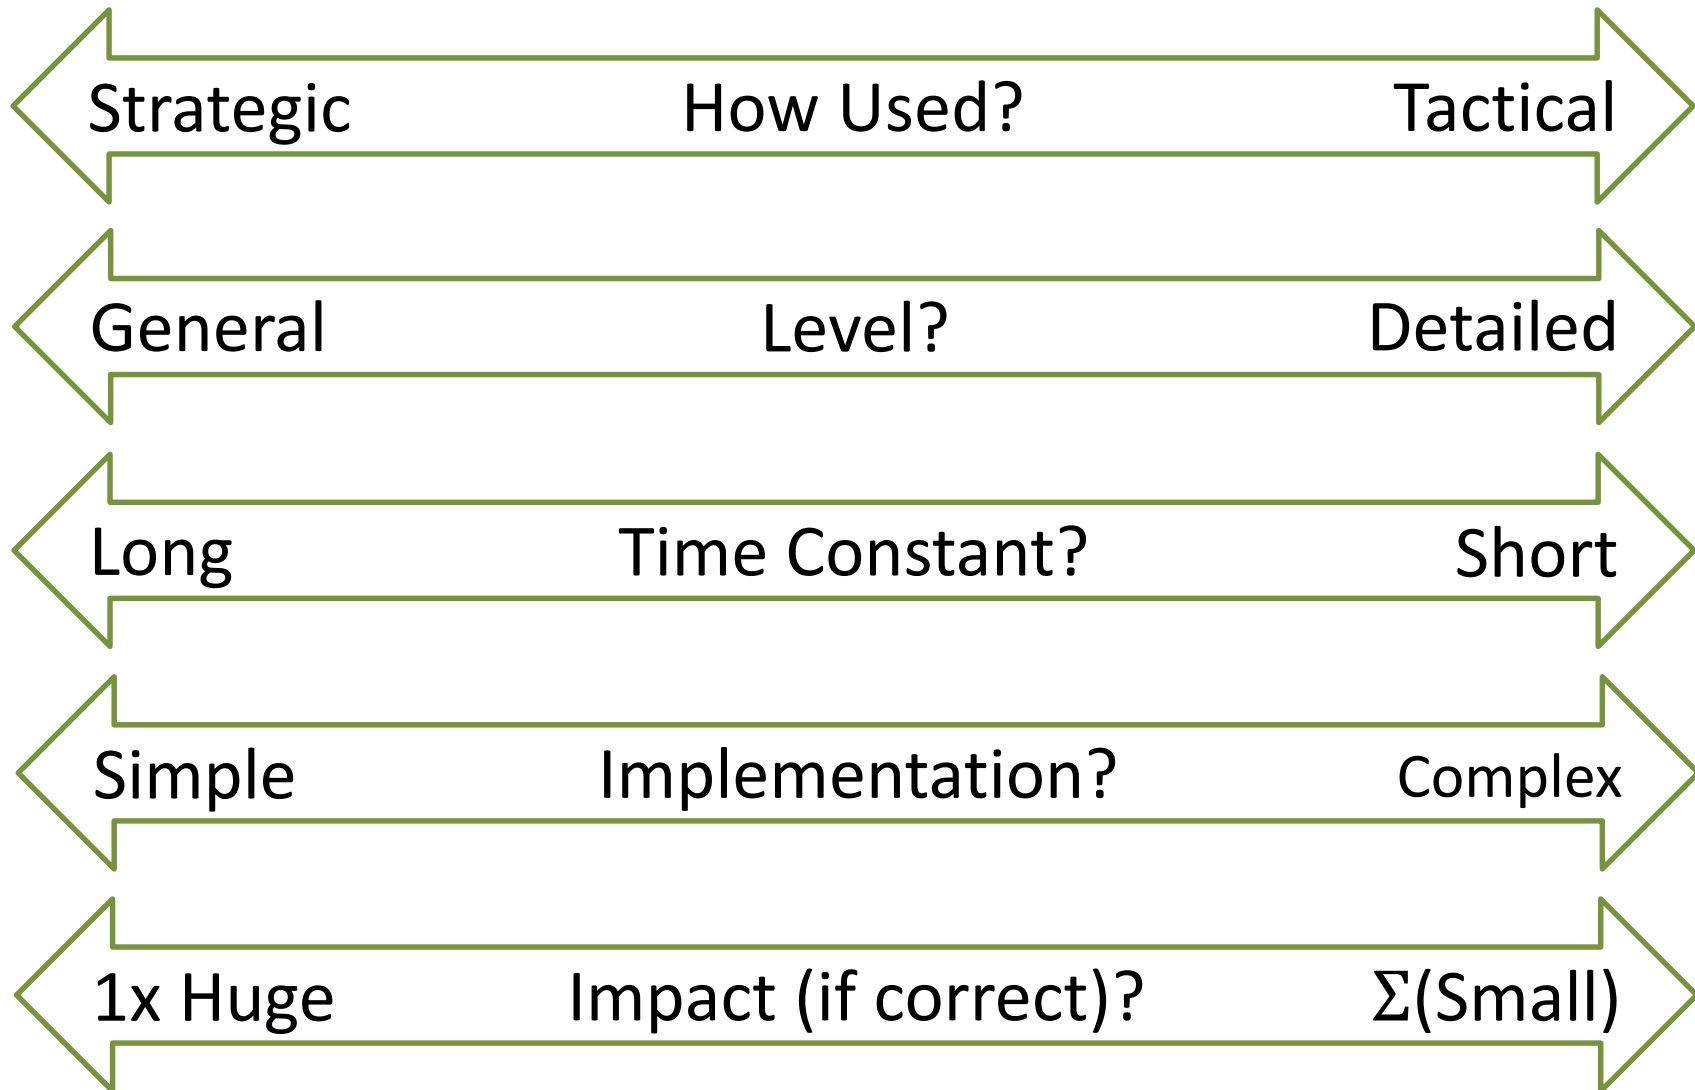 Strategic How Used? Tactical
General Level? Detailed
Long Time Constant? Short
Simple Implementation? Complex
1x Huge Impact (if correct)? Σ(Small)